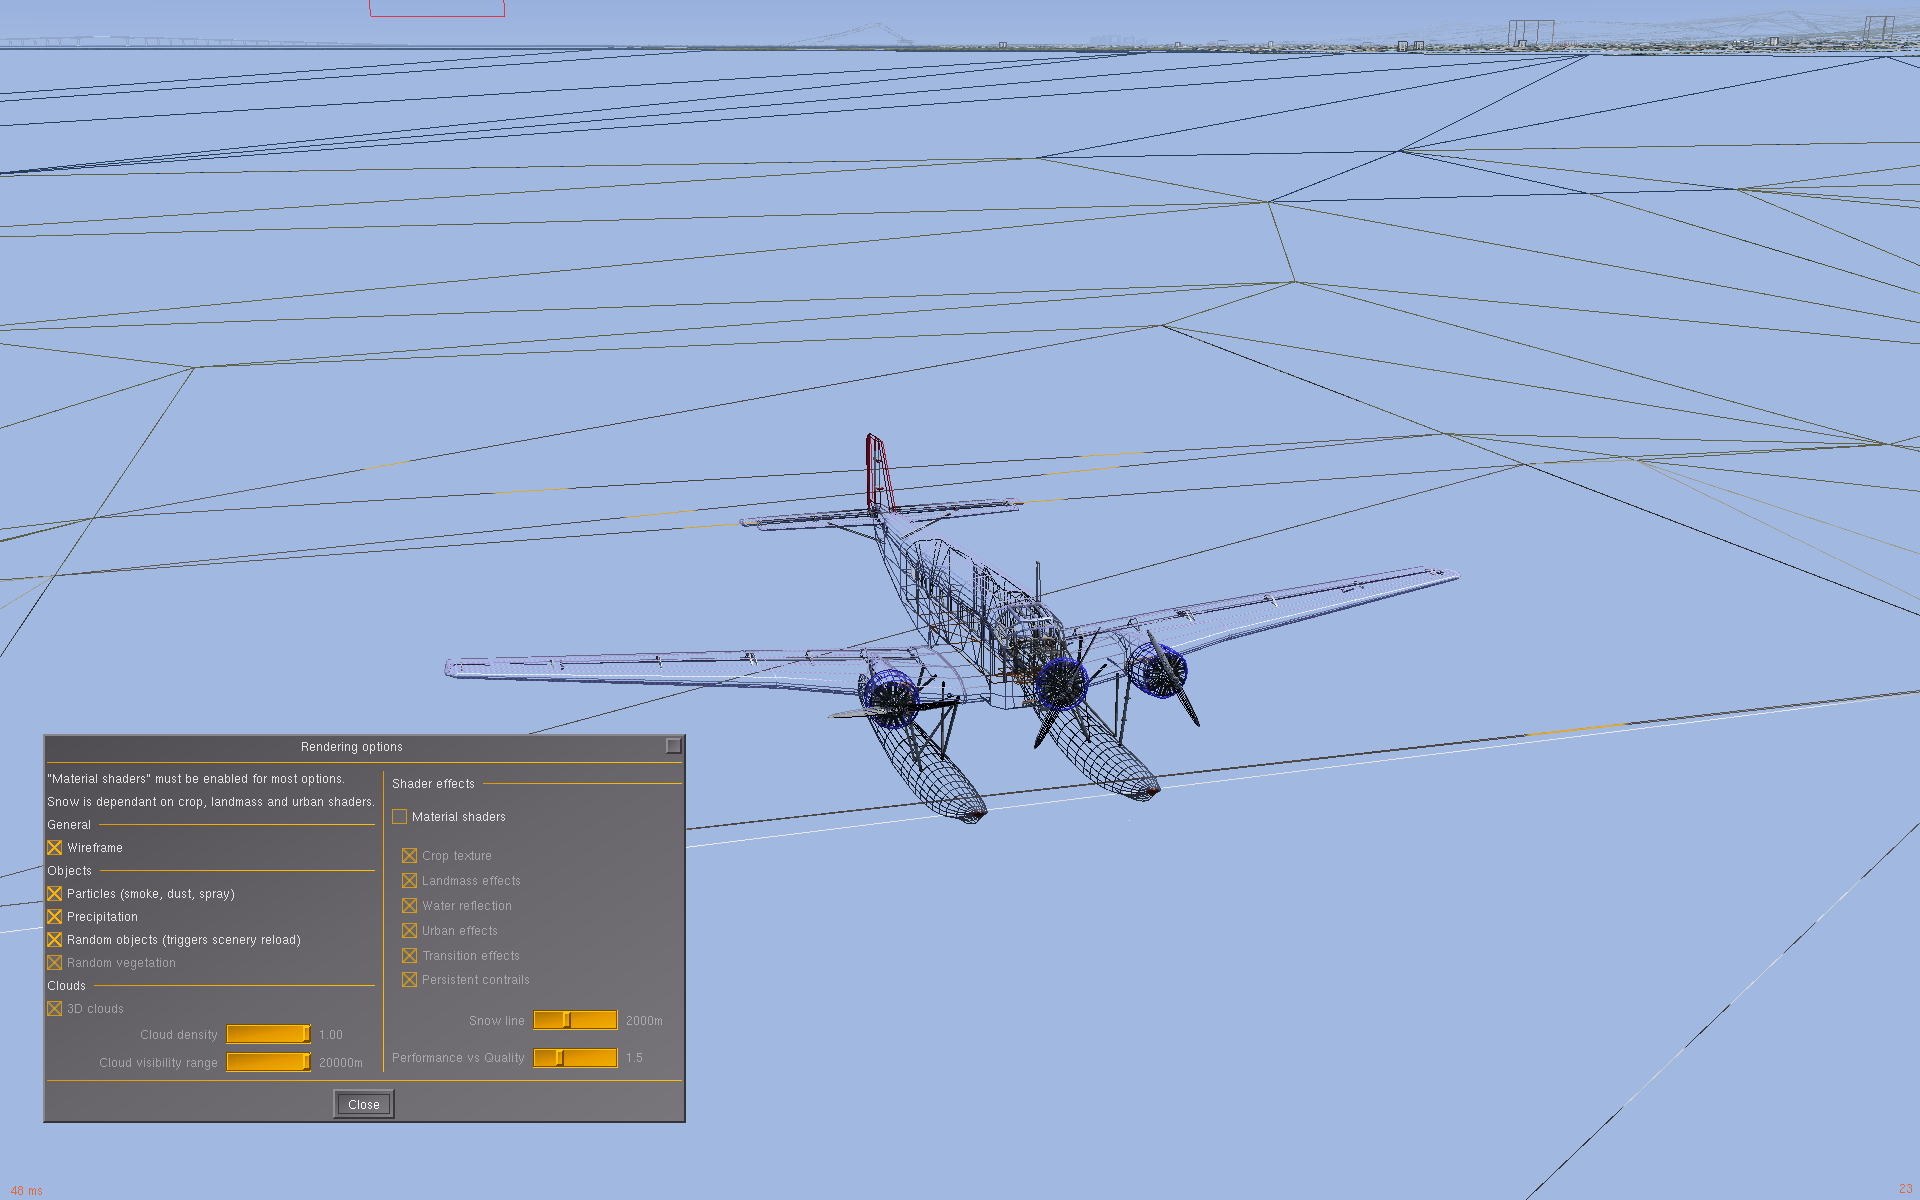 Rendering options
"Material shaders" must be enabled for most options.
Snow is dependant on crop, landmass and urban shaders.
General
Wireframe
Objects
Particles (smoke, dust, spray)
Precipitation
Random objects (triggers scenery reload)
Random vegetation
Clouds
3D clouds
Cloud density 1.00
Cloud visibility range 20000m
Shader effects
Material shaders
Crop texture
Landmass effects
Water reflection
Urban effects
Transition effects
Persistent contrails
Snow line 2000m
Performance vs Quality 1.5
Close
46 ms
23